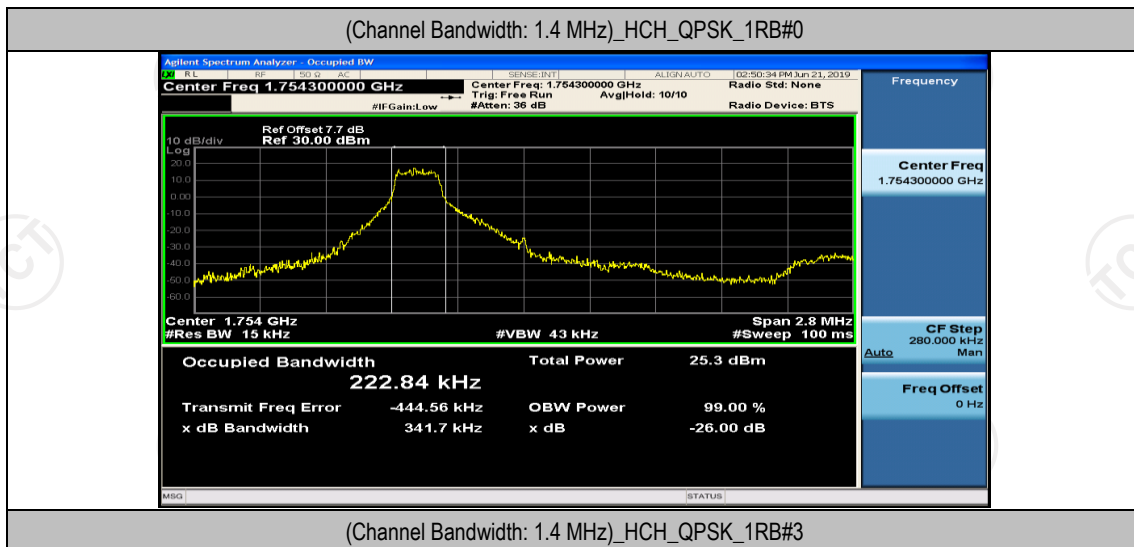 (Channel Bandwidth: 1.4 MHz)_HCH_QPSK_1RB#0
Agilent Spectrum Analyzer - Occupied BW
LXI RL RF 50 Ω AC SENSE:INT ALIGN AUTO 02:50:34 PM Jun 21, 2019
Center Freq 1.754300000 GHz Center Freq: 1.754300000 GHz Radio Std: None Frequency
Trig: Free Run Avg|Hold: 10/10
#IFGain:Low #Atten: 36 dB Radio Device: BTS
Ref Offset 7.7 dB
10 dB/div Ref 30.00 dBm
Log
20.0
10.0
0.00
-10.0
-20.0
-30.0
-40.0
-50.0
-60.0
Center Freq
1.754300000 GHz
Center 1.754 GHz Span 2.8 MHz
#Res BW 15 kHz #VBW 43 kHz #Sweep 100 ms
CF Step
280.000 kHz
Auto Man
Occupied Bandwidth Total Power 25.3 dBm
222.84 kHz
Freq Offset
0 Hz
Transmit Freq Error -444.56 kHz OBW Power 99.00 %
x dB Bandwidth 341.7 kHz x dB -26.00 dB
MSG STATUS
(Channel Bandwidth: 1.4 MHz)_HCH_QPSK_1RB#3
TCT
TCT